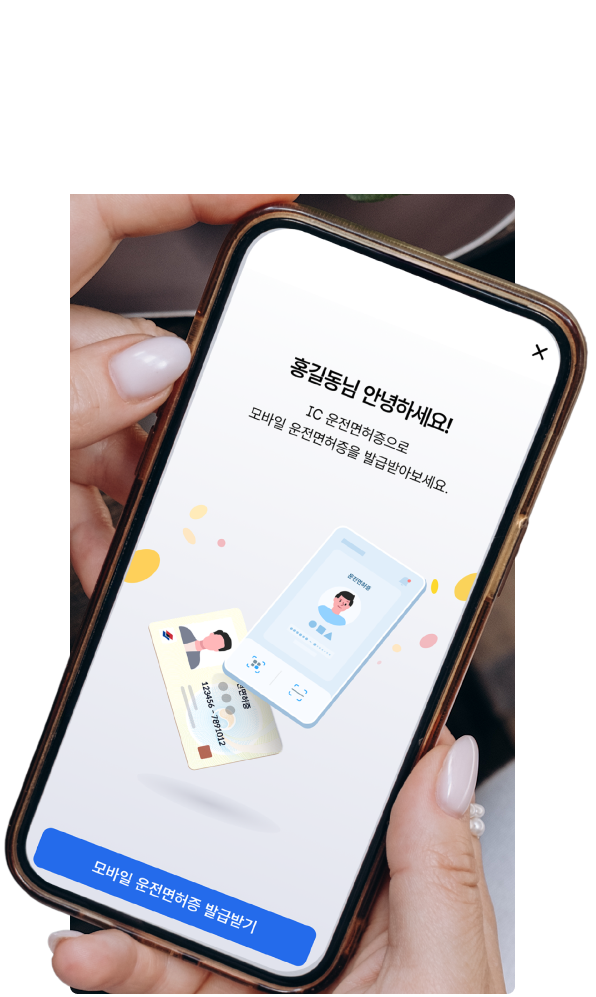 홍길동님 안녕하세요!
IC 운전면허증으로
모바일 운전면허증을 발급받아보세요.
운전면허증
전면허증
123456 - 7891012
모바일 운전면허증 발급받기